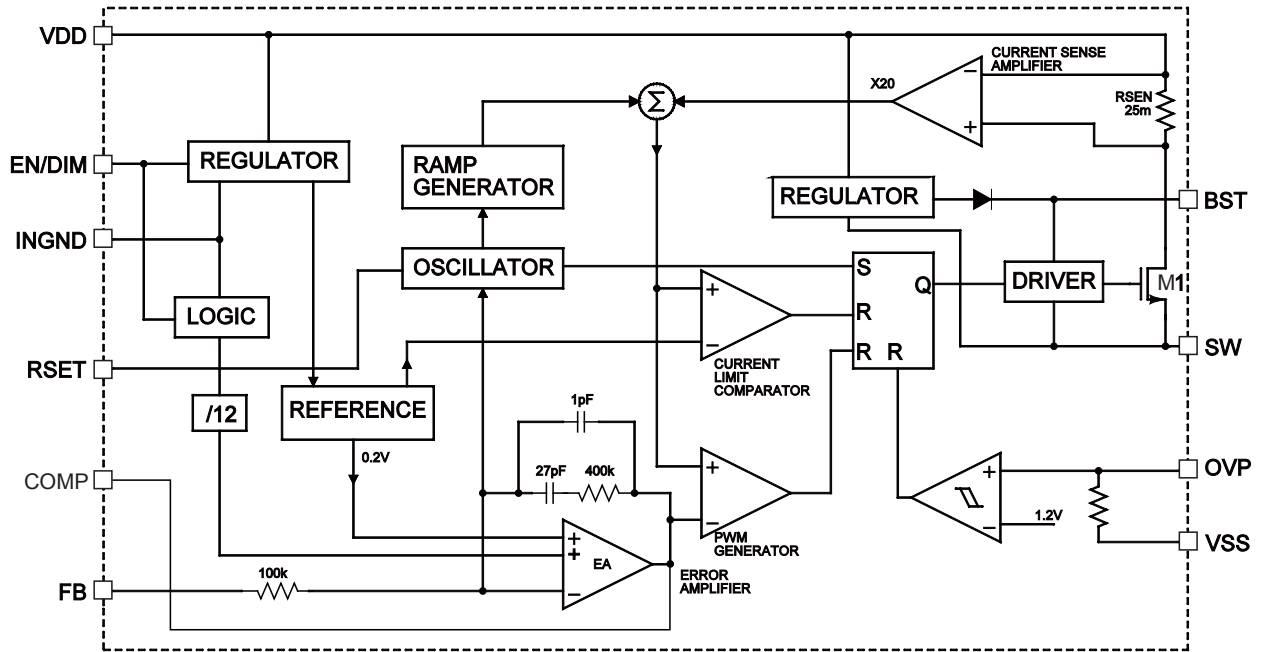 VDD
CURRENT SENSE
AMPLIFIER
X20
−
+
RSEN
25m
Σ
EN/DIM
REGULATOR
RAMP
GENERATOR
REGULATOR
BST
INGND
OSCILLATOR
S
Q
R
R R
DRIVER
M1
LOGIC
+
−
CURRENT
LIMIT
COMPARATOR
SW
RSET
REFERENCE
/12
1pF
0.2V
27pF
400k
COMP
+
−
PWM
GENERATOR
+
−
1.2V
OVP
VSS
+
+
−
EA
ERROR
AMPLIFIER
100k
FB